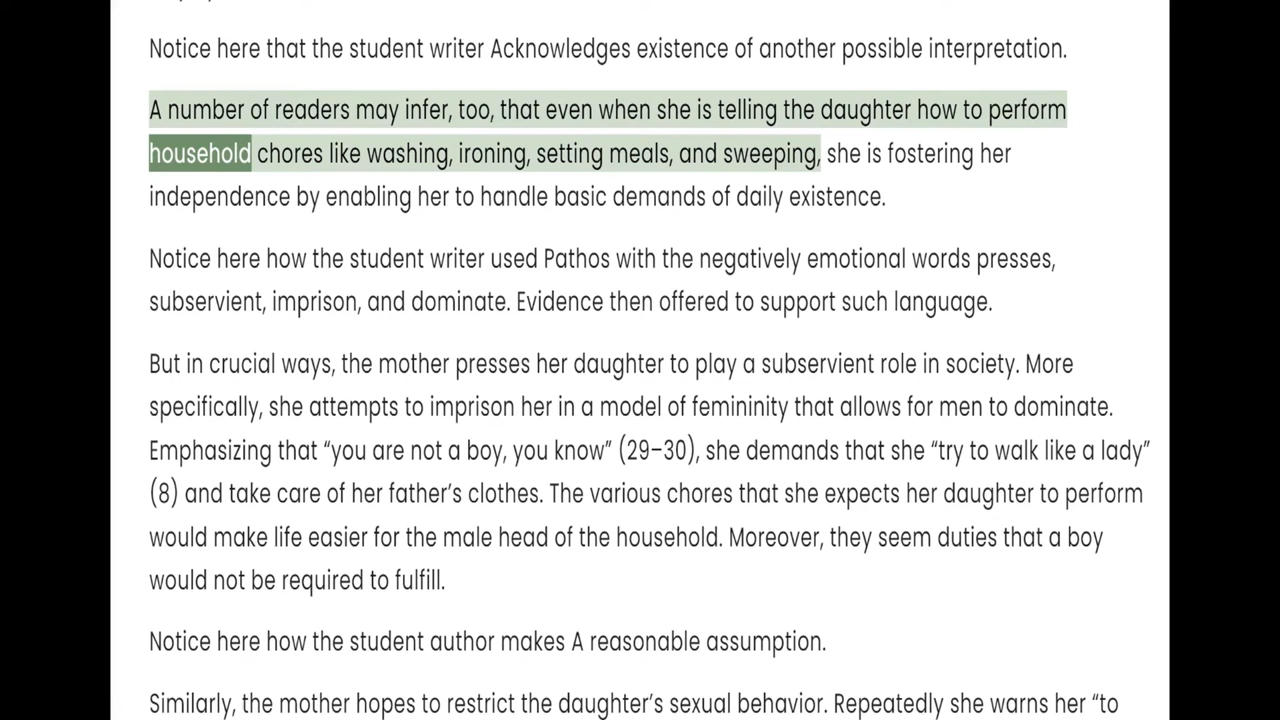 Notice here that the student writer Acknowledges existence of another possible interpretation.
A number of readers may infer, too, that even when she is telling the daughter how to perform
household chores like washing, ironing, setting meals, and sweeping, she is fostering her
independence by enabling her to handle basic demands of daily existence.
Notice here how the student writer used Pathos with the negatively emotional words presses,
subservient, imprison, and dominate. Evidence then offered to support such language.
But in crucial ways, the mother presses her daughter to play a subservient role in society. More
specifically, she attempts to imprison her in a model of femininity that allows for men to dominate.
Emphasizing that “you are not a boy, you know” (29–30), she demands that she “try to walk like a lady”
(8) and take care of her father’s clothes. The various chores that she expects her daughter to perform
would make life easier for the male head of the household. Moreover, they seem duties that a boy
would not be required to fulfill.
Notice here how the student author makes A reasonable assumption.
Similarly, the mother hopes to restrict the daughter’s sexual behavior. Repeatedly she warns her “to